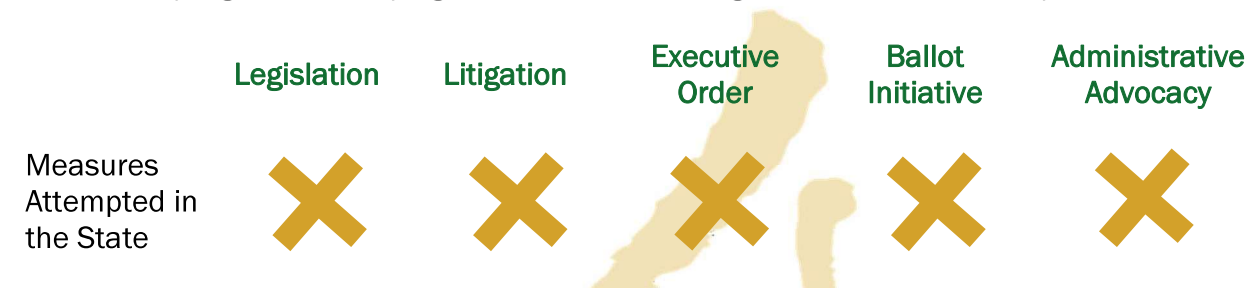 Legislation
Litigation
Executive
Order
Ballot
Initiative
Administrative
Advocacy
Measures
Attempted in
the State